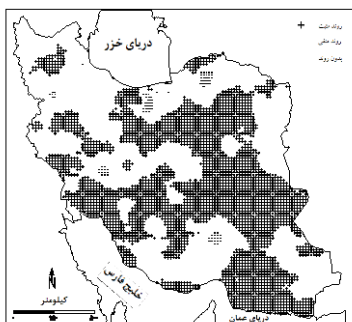 روند مثبت +
روند منفی
بدون روند
دریای خزر
خلیج فارس
N
کیلومتر
دریای عمان